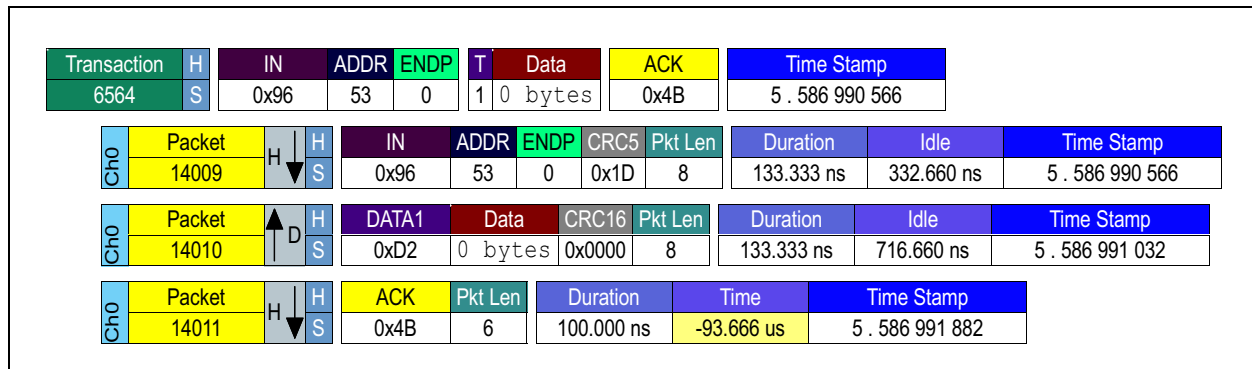 Transaction H IN ADDR ENDP T Data ACK Time Stamp
6564 S 0x96 53 0 1 0 bytes 0x4B 5 . 586 990 566
Ch0 Packet H H IN ADDR ENDP CRC5 Pkt Len Duration Idle Time Stamp
14009 S 0x96 53 0 0x1D 8 133.333 ns 332.660 ns 5 . 586 990 566
Ch0 Packet D H DATA1 Data CRC16 Pkt Len Duration Idle Time Stamp
14010 S 0xD2 0 bytes 0x0000 8 133.333 ns 716.660 ns 5 . 586 991 032
Ch0 Packet H H ACK Pkt Len Duration Time Time Stamp
14011 S 0x4B 6 100.000 ns -93.666 us 5 . 586 991 882